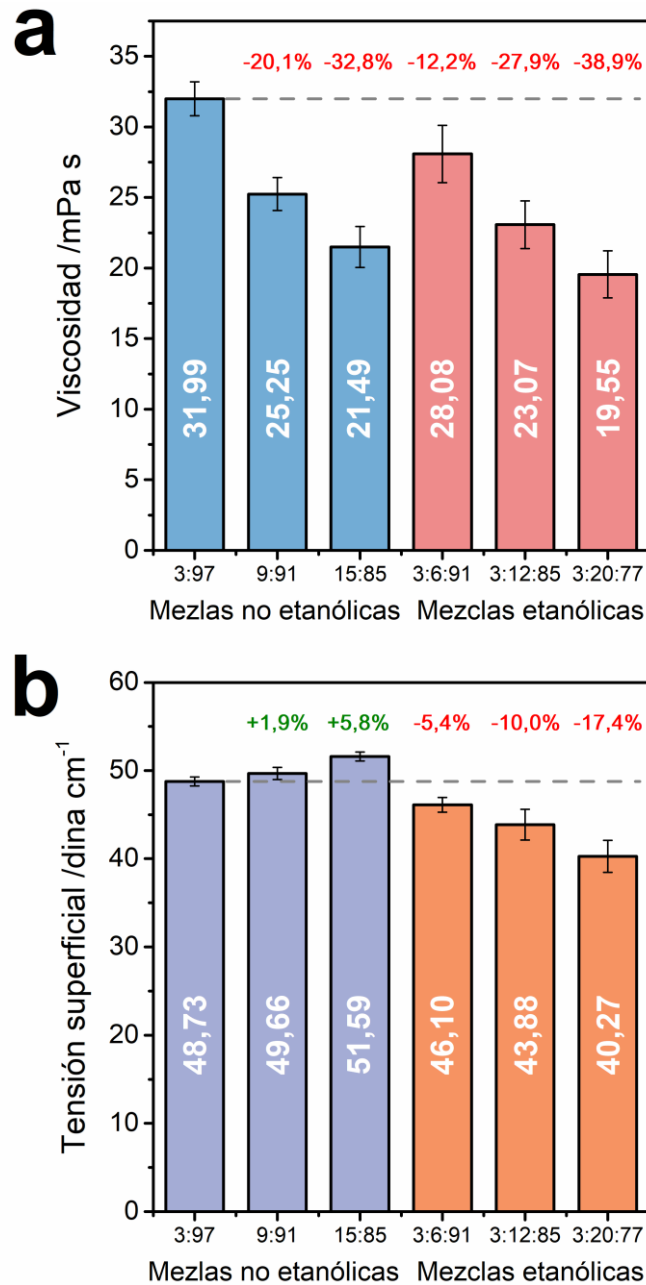 a
-20,1% -32,8% -12,2% -27,9% -38,9%
35
30
25
20
15
10
5
0
Viscosidad /mPa s
31,99 25,25 21,49 28,08 23,07 19,55
3:97 9:91 15:85 3:6:91 3:12:85 3:20:77
Mezlas no etanólicas Mezclas etanólicas
b
+1,9% +5,8% -5,4% -10,0% -17,4%
60
50
40
30
20
10
0
Tensión superficial /dina cm⁻¹
48,73 49,66 51,59 46,10 43,88 40,27
3:97 9:91 15:85 3:6:91 3:12:85 3:20:77
Mezlas no etanólicas Mezclas etanólicas